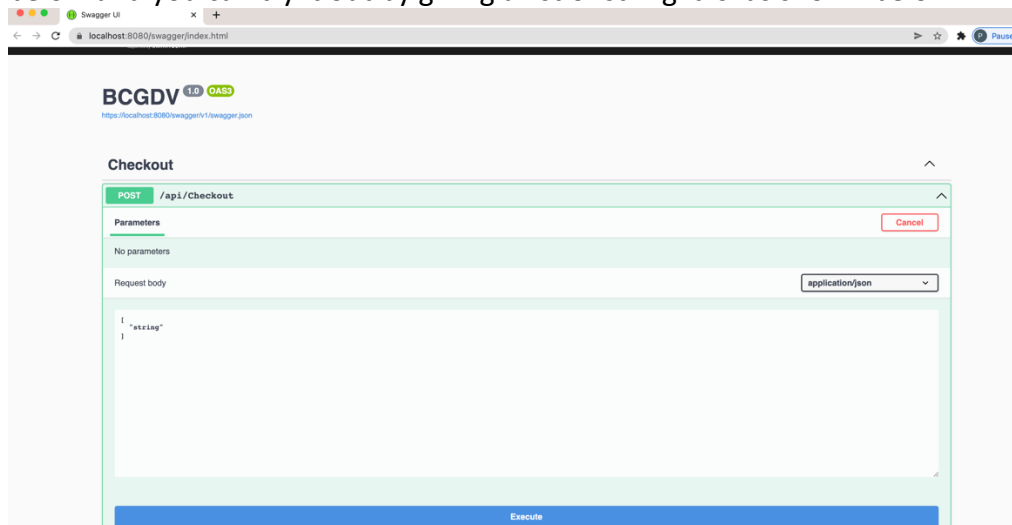 Swagger UI
localhost:8080/swagger/index.html
Pause
BCGDV 1.0 OAS3
https://localhost:8080/swagger/v1/swagger.json
Checkout
POST /api/Checkout
Parameters
Cancel
No parameters
Request body
application/json
[
"string"
]
Execute